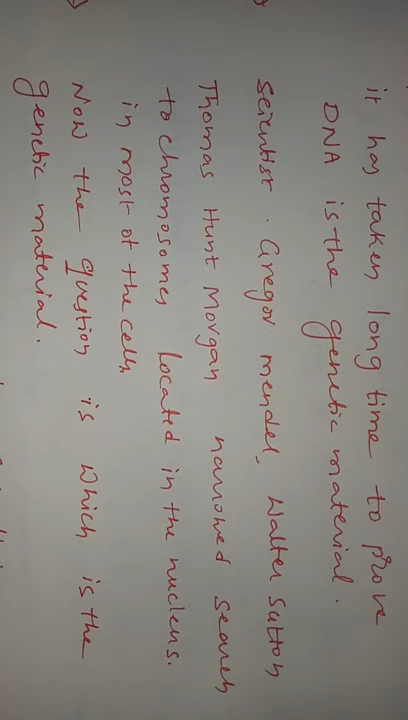 it has taken long time to prove
DNA is the genetic material.
Scientist. Gregor mendel, Walter Sutton
Thomas Hunt Morgan narrowed search
to chromosomes located in the nucleus.
in most of the cells.
Now the question is which is the
genetic material.